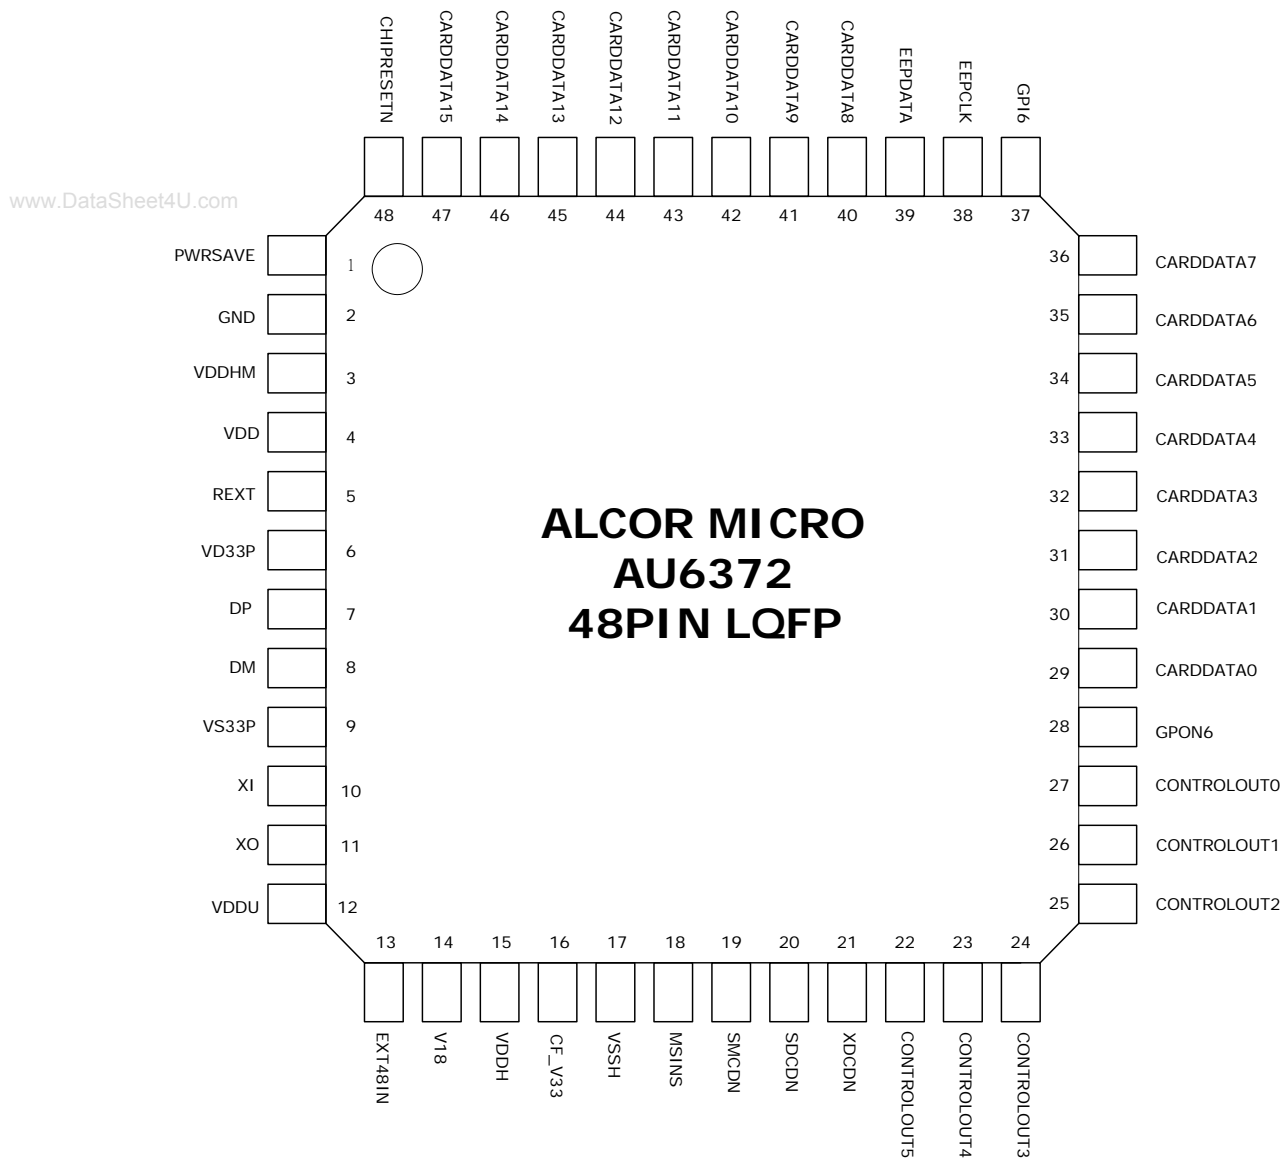 CHIPRESETN
CARDDATA15
CARDDATA14
CARDDATA13
CARDDATA12
CARDDATA11
CARDDATA10
CARDDATA9
CARDDATA8
EEPDATA
EEPCLK
GPI6
www.DataSheet4U.com
48 47 46 45 44 43 42 41 40 39 38 37
PWRSAVE 1
GND 2
VDDHM 3
VDD 4
REXT 5
VD33P 6
DP 7
DM 8
VS33P 9
XI 10
XO 11
VDDU 12
ALCOR MICRO
AU6372
48PIN LQFP
36 CARDDATA7
35 CARDDATA6
34 CARDDATA5
33 CARDDATA4
32 CARDDATA3
31 CARDDATA2
30 CARDDATA1
29 CARDDATA0
28 GPON6
27 CONTROLOUT0
26 CONTROLOUT1
25 CONTROLOUT2
13 14 15 16 17 18 19 20 21 22 23 24
EXT48IN
V18
VDDH
CF_V33
VSSH
MSINS
SMCDN
SDCDN
XDCDN
CONTROLOUT5
CONTROLOUT4
CONTROLOUT3